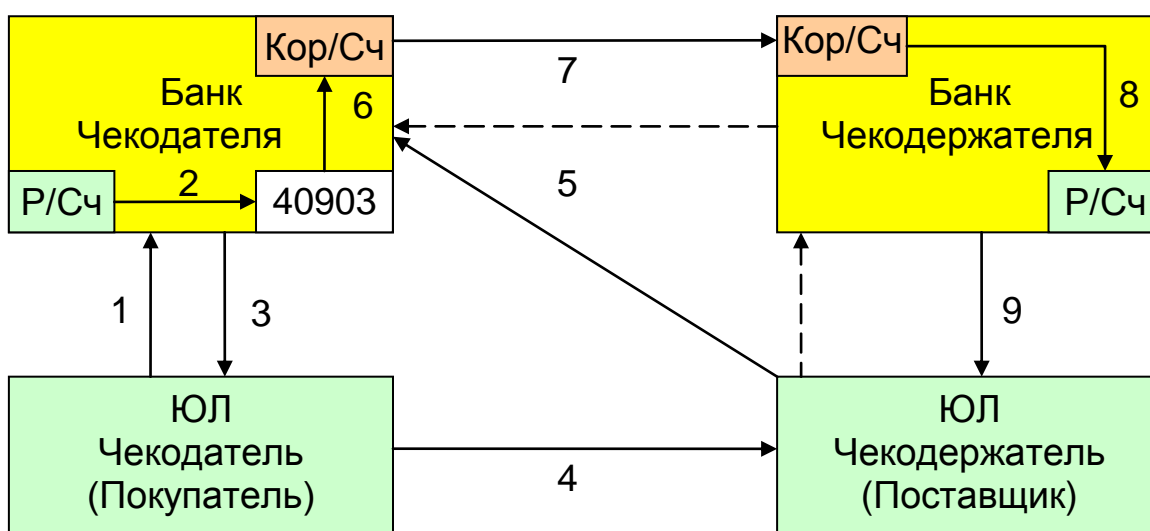 Кор/Сч
7
Кор/Сч
Банк
Чекодателя
6
Банк
Чекодержателя
8
Р/Сч
2
40903
5
Р/Сч
1
3
9
ЮЛ
Чекодатель
(Покупатель)
4
ЮЛ
Чекодержатель
(Поставщик)